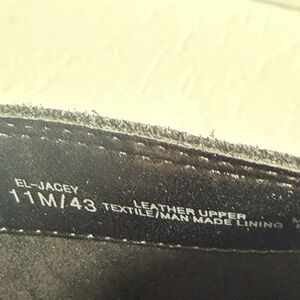 EL-JACEY
11M/43
LEATHER UPPER
TEXTILE/MAN MADE LINING